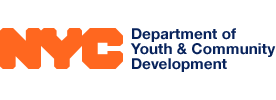 NYC
Department of
Youth & Community
Development